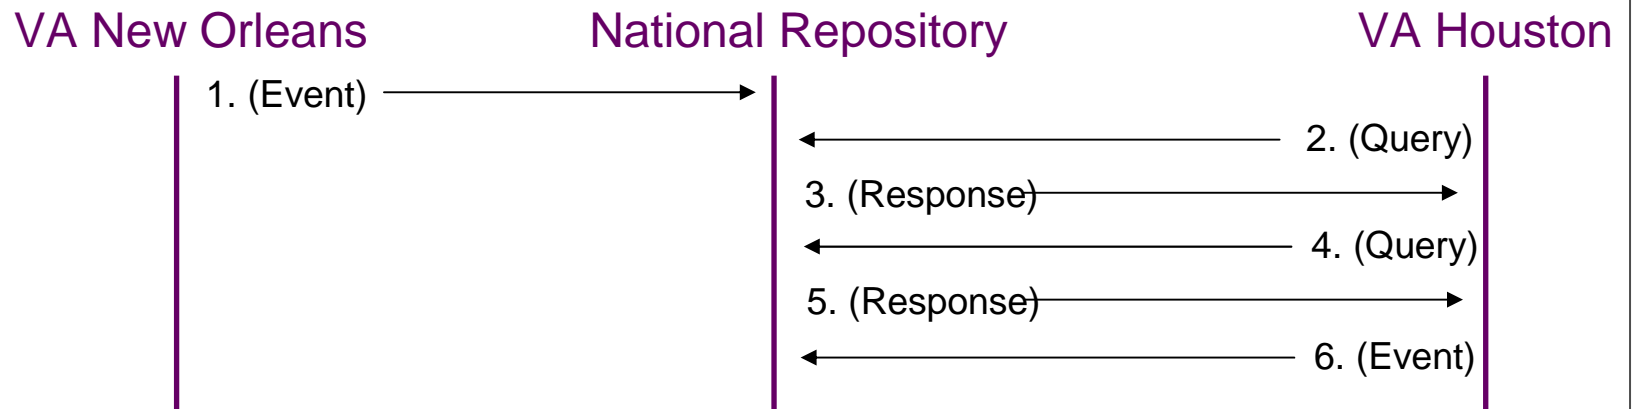 VA New Orleans
National Repository
VA Houston
1. (Event)
2. (Query)
3. (Response)
4. (Query)
5. (Response)
6. (Event)